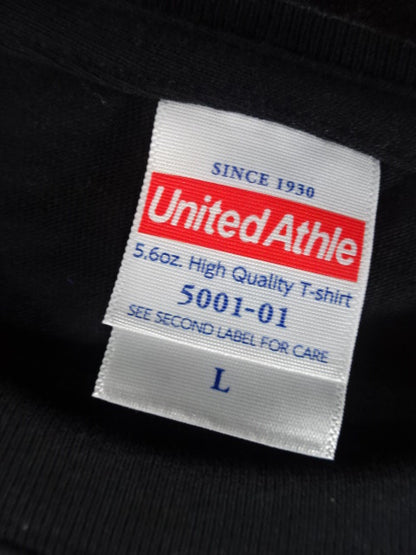 SINCE 1930
United Athle
5.6oz. High Quality T-shirt
5001-01
SEE SECOND LABEL FOR CARE
L